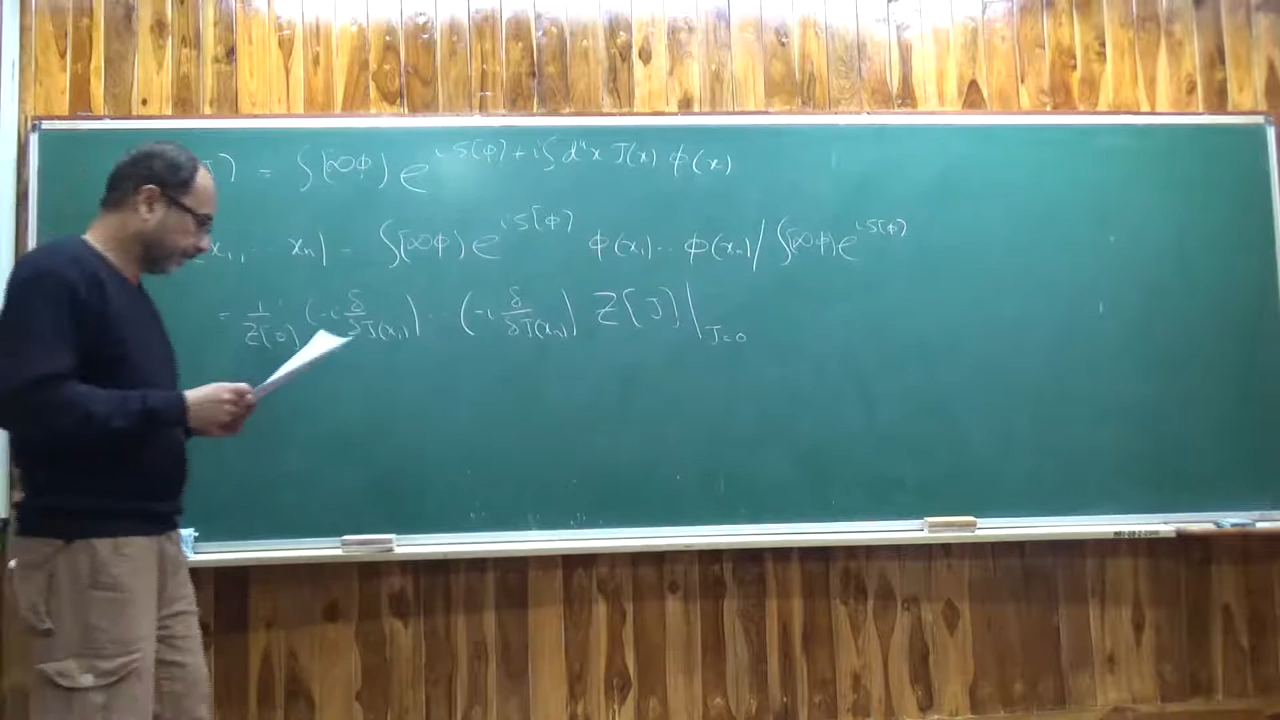 J] = ∫[𝒟φ] e^{iS[φ] + i∫d⁴x J(x) φ(x)}
x₁, ·· xₙ) = ∫[𝒟φ] e^{iS[φ]} φ(x₁)·· φ(xₙ) / ∫[𝒟φ] e^{iS[φ]}
= 1/Z[0] (-i δ/δJ(x₁)) ·· (-i δ/δJ(xₙ)) Z[J] |_{J=0}